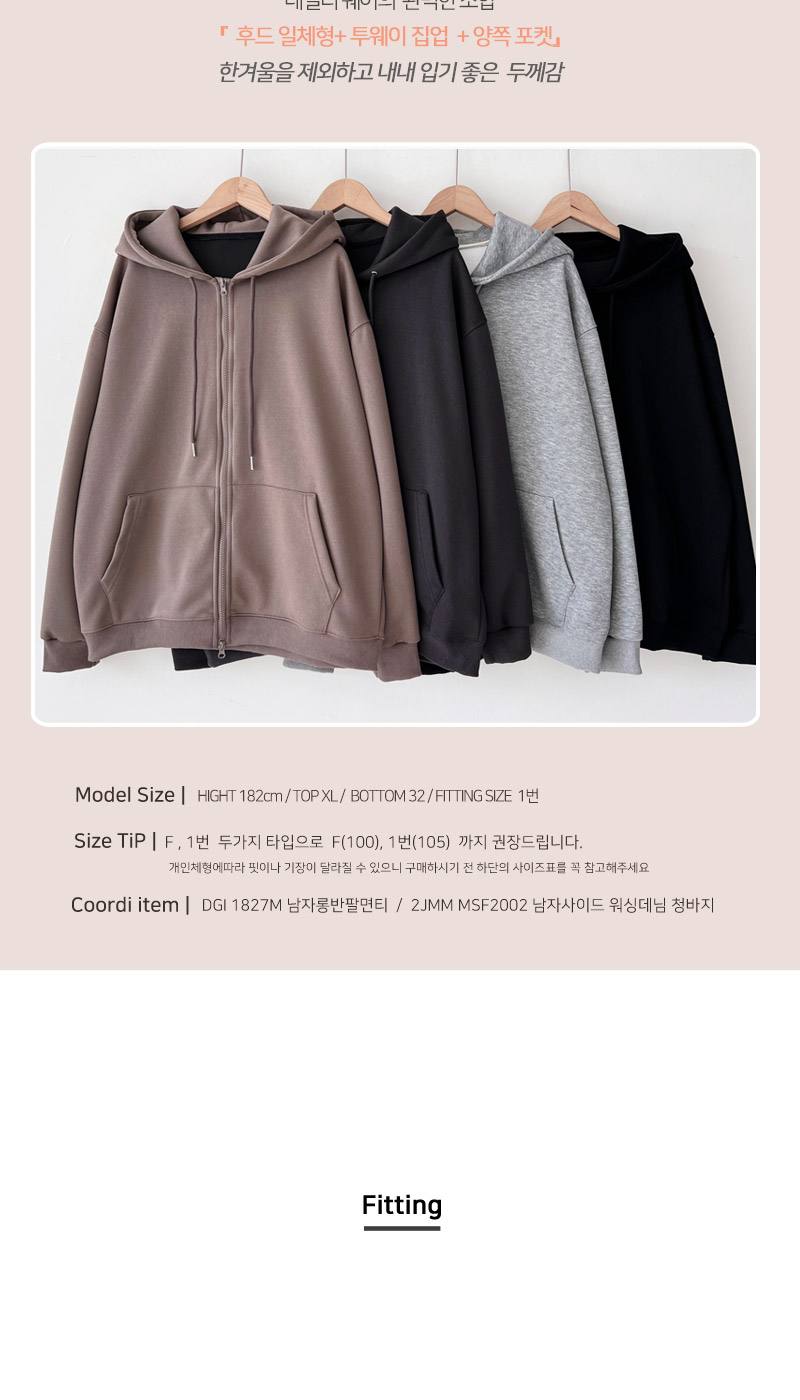 『 후드 일체형+ 투웨이 집업 + 양쪽 포켓』
한겨울을 제외하고 내내 입기 좋은 두께감
Model Size | HIGHT 182cm / TOP XL / BOTTOM 32 / FITTING SIZE 1번
Size TiP | F , 1번 두가지 타입으로 F(100), 1번(105) 까지 권장드립니다.
개인체형에따라 핏이나 기장이 달라질 수 있으니 구매하시기 전 하단의 사이즈표를 꼭 참고해주세요
Coordi item | DGI 1827M 남자롱반팔면티 / 2JMM MSF2002 남자사이드 워싱데님 청바지
Fitting